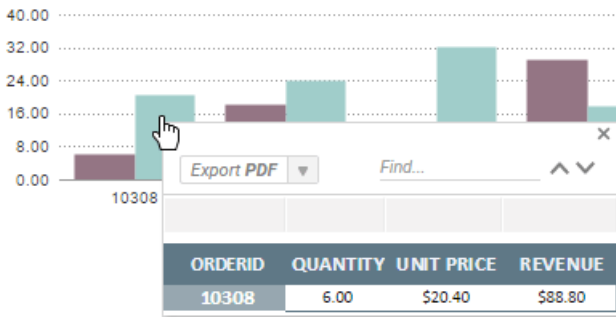 40.00
32.00
24.00
16.00
8.00
0.00
10308
×
Export PDF
Find...
ORDERID QUANTITY UNIT PRICE REVENUE
10308 6.00 $20.40 $88.80